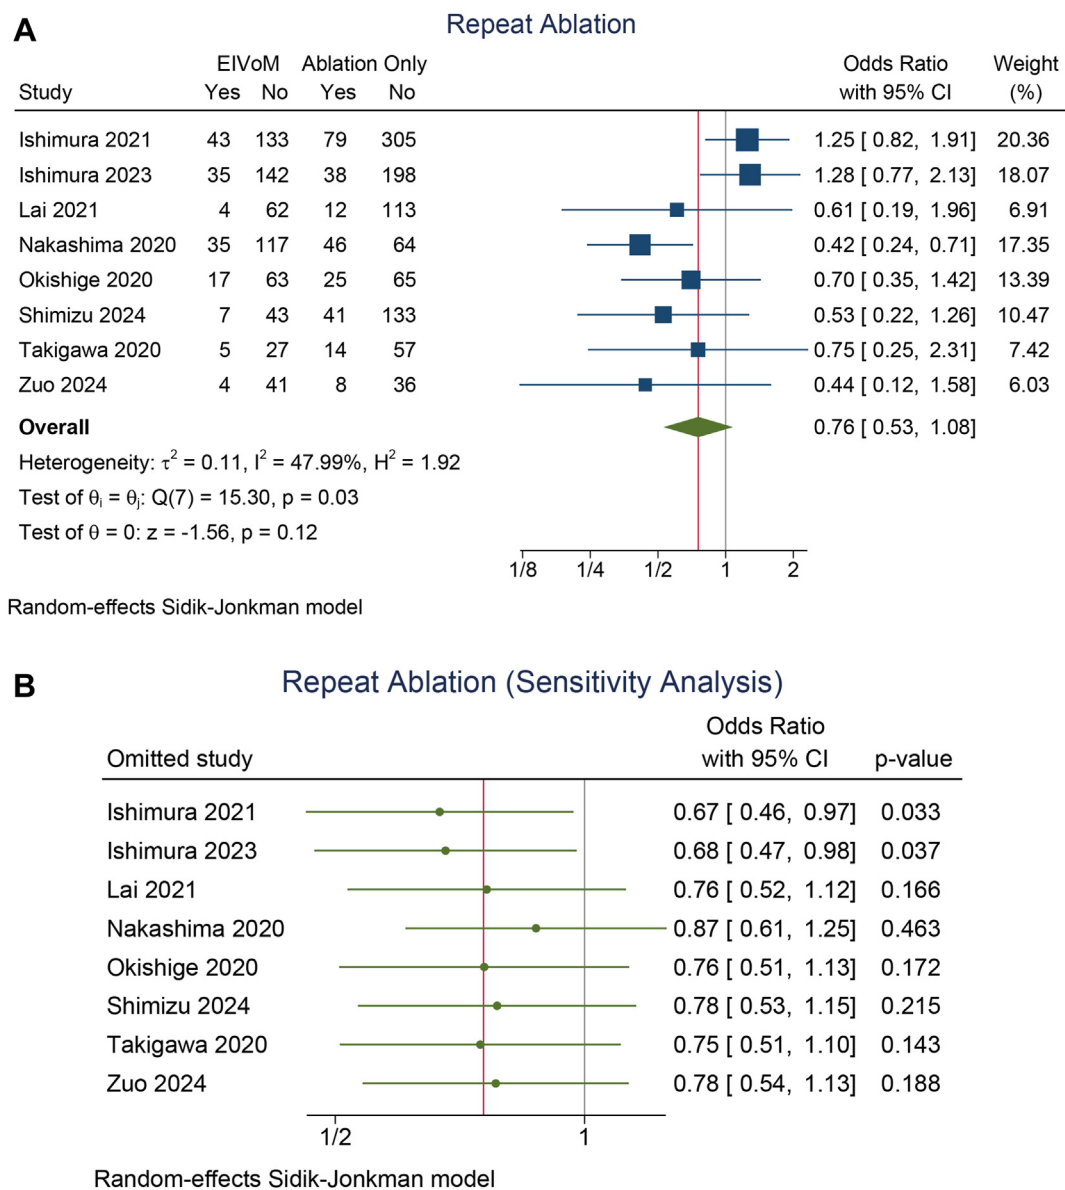 A
Repeat Ablation
EIVoM Ablation Only Odds Ratio Weight
Study Yes No Yes No with 95% CI (%)
Ishimura 2021 43 133 79 305 1.25 [ 0.82, 1.91] 20.36
Ishimura 2023 35 142 38 198 1.28 [ 0.77, 2.13] 18.07
Lai 2021 4 62 12 113 0.61 [ 0.19, 1.96] 6.91
Nakashima 2020 35 117 46 64 0.42 [ 0.24, 0.71] 17.35
Okishige 2020 17 63 25 65 0.70 [ 0.35, 1.42] 13.39
Shimizu 2024 7 43 41 133 0.53 [ 0.22, 1.26] 10.47
Takigawa 2020 5 27 14 57 0.75 [ 0.25, 2.31] 7.42
Zuo 2024 4 41 8 36 0.44 [ 0.12, 1.58] 6.03
Overall 0.76 [ 0.53, 1.08]
Heterogeneity: τ² = 0.11, I² = 47.99%, H² = 1.92
Test of θᵢ = θⱼ: Q(7) = 15.30, p = 0.03
Test of θ = 0: z = -1.56, p = 0.12
1/8 1/4 1/2 1 2
Random-effects Sidik-Jonkman model
B
Repeat Ablation (Sensitivity Analysis)
Odds Ratio
Omitted study with 95% CI p-value
Ishimura 2021 0.67 [ 0.46, 0.97] 0.033
Ishimura 2023 0.68 [ 0.47, 0.98] 0.037
Lai 2021 0.76 [ 0.52, 1.12] 0.166
Nakashima 2020 0.87 [ 0.61, 1.25] 0.463
Okishige 2020 0.76 [ 0.51, 1.13] 0.172
Shimizu 2024 0.78 [ 0.53, 1.15] 0.215
Takigawa 2020 0.75 [ 0.51, 1.10] 0.143
Zuo 2024 0.78 [ 0.54, 1.13] 0.188
1/2 1
Random-effects Sidik-Jonkman model